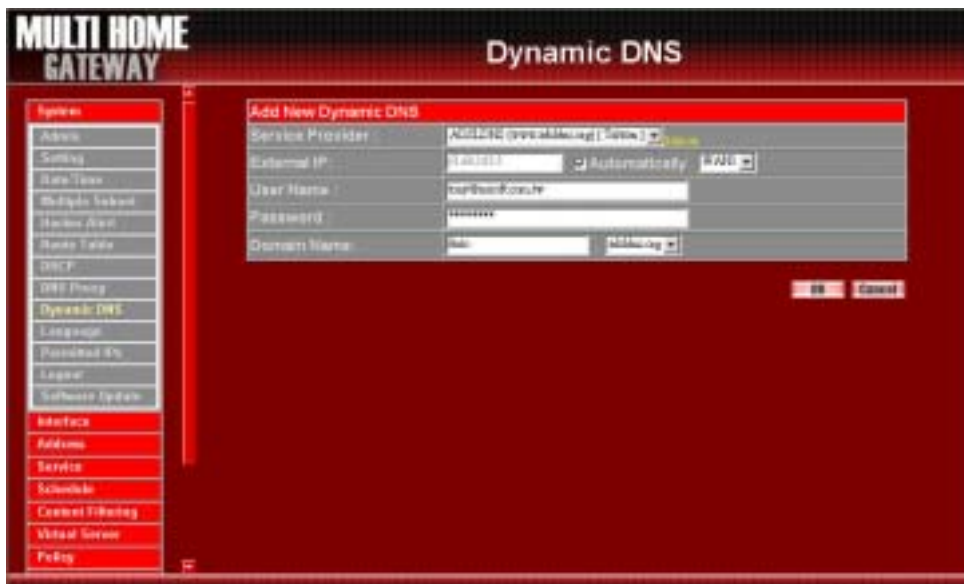 MULTI HOME
GATEWAY
Dynamic DNS
System
Admin
Setting
Date/Time
Multiple Subnet
Hacker Alert
Route Table
DHCP
DNS Proxy
Dynamic DNS
Language
Permitted IPs
Logout
Software Update
Interface
Address
Service
Schedule
Content Filtering
Virtual Server
Policy
Add New Dynamic DNS
Service Provider
External IP
Automatically
User Name :
Password
********
Domain Name:
OK
Cancel